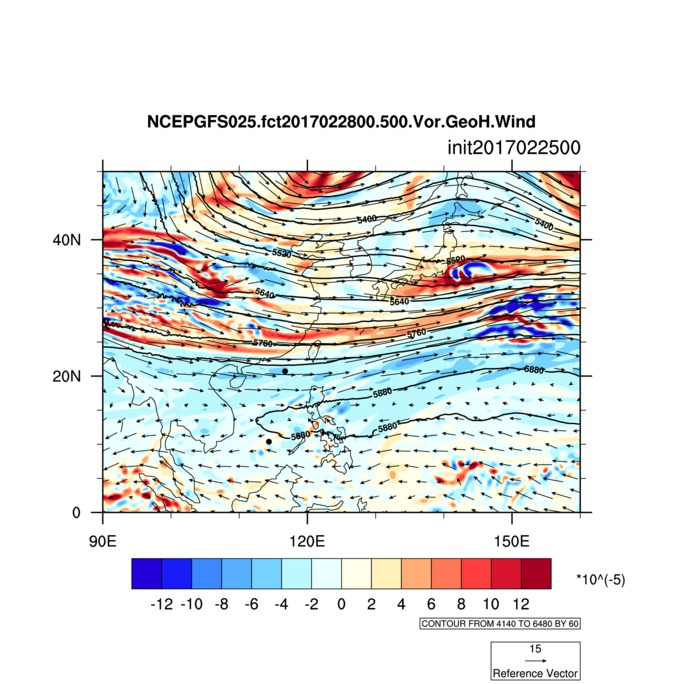 NCEPGFS025.fct2017022800.500.Vor.GeoH.Wind
init2017022500
5400
5400
40N
5520
5520
5640
5640
5760
5760
20N
5880
5880
5880
5880
0
90E 120E 150E
-12 -10 -8 -6 -4 -2 0 2 4 6 8 10 12
*10^(-5)
CONTOUR FROM 4140 TO 6480 BY 60
15
Reference Vector